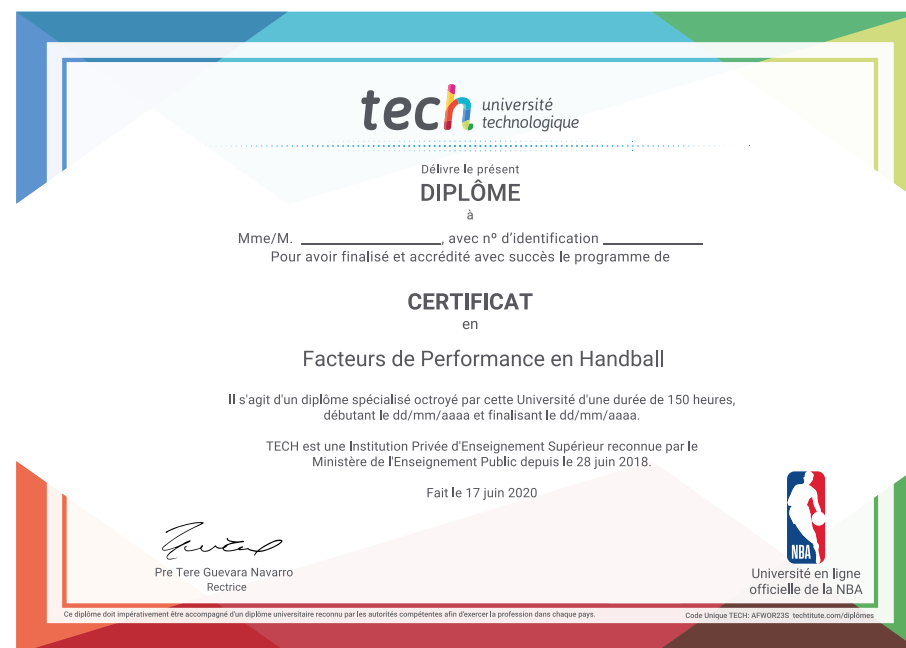 tech université
technologique
Délivre le présent
DIPLÔME
à
Mme/M. ____________________, avec nº d'identification ______________
Pour avoir finalisé et accrédité avec succès le programme de
CERTIFICAT
en
Facteurs de Performance en Handball
Il s'agit d'un diplôme spécialisé octroyé par cette Université d'une durée de 150 heures,
débutant le dd/mm/aaaa et finalisant le dd/mm/aaaa.
TECH est une Institution Privée d'Enseignement Supérieur reconnue par le
Ministère de l'Enseignement Public depuis le 28 juin 2018.
Fait le 17 juin 2020
Pre Tere Guevara Navarro
Rectrice
NBA
Université en ligne
officielle de la NBA
Ce diplôme doit impérativement être accompagné d'un diplôme universitaire reconnu par les autorités compétentes afin d'exercer la profession dans chaque pays.
Code Unique TECH: AFWOR23S techtitute.com/diplômes